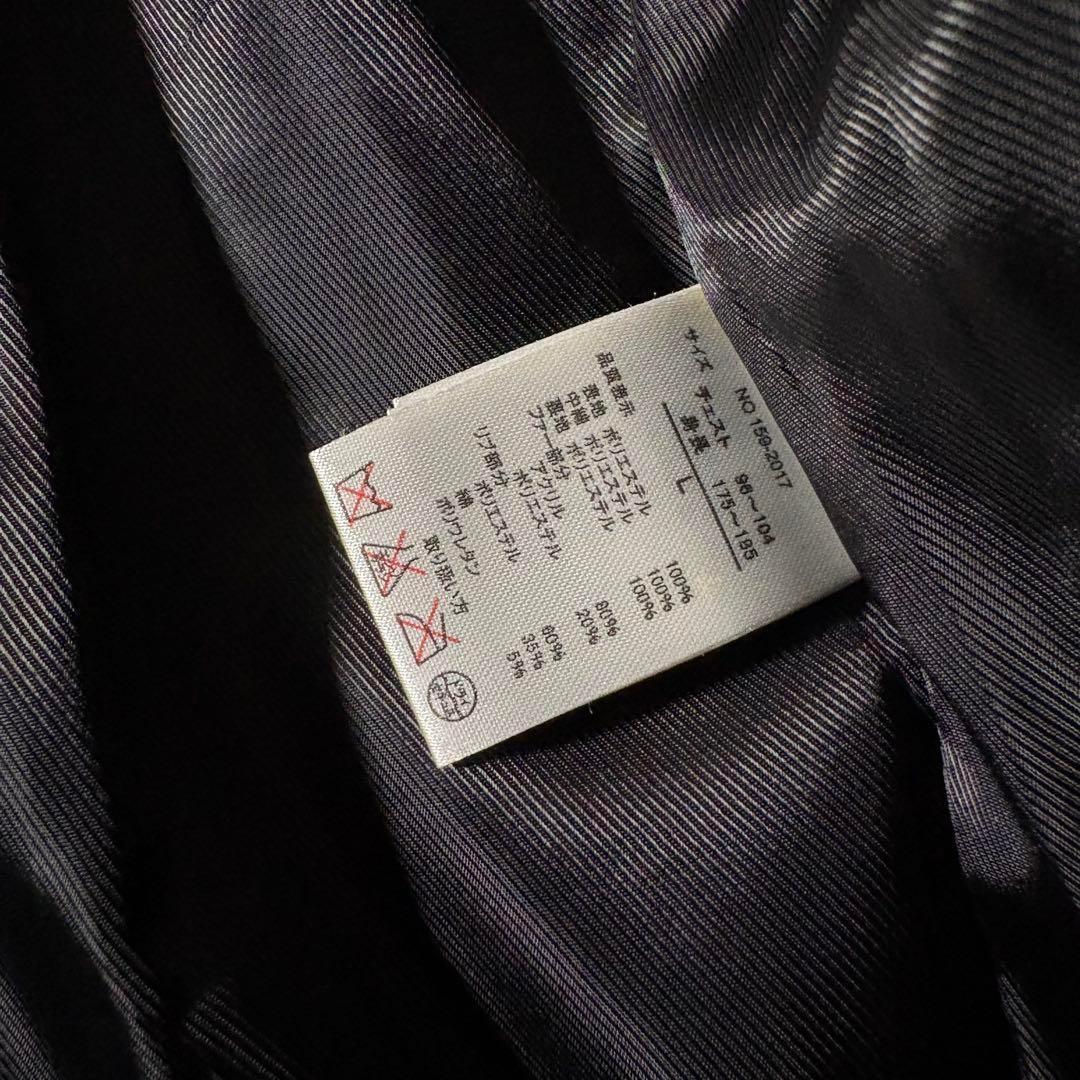 NO 159-2017
サイズ チェスト 96～104
身長 175～185
L
品質表示
表地 ポリエステル 100%
中綿 ポリエステル 100%
裏地 ポリエステル 100%
ファー部分
アクリル 80%
ポリエステル 20%
リブ部分
綿 60%
ポリエステル 35%
ポリウレタン 5%
取り扱い方